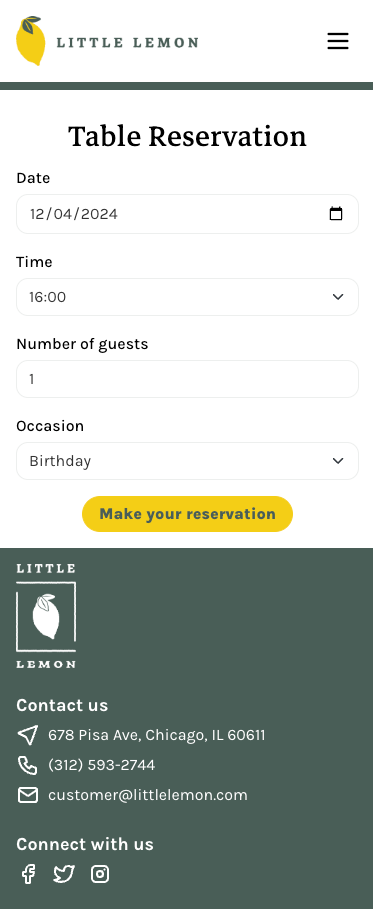 LITTLE LEMON
Table Reservation
Date
12/04/2024
Time
16:00
Number of guests
1
Occasion
Birthday
Make your reservation
LITTLE
LEMON
Contact us
678 Pisa Ave, Chicago, IL 60611
(312) 593-2744
customer@littlelemon.com
Connect with us